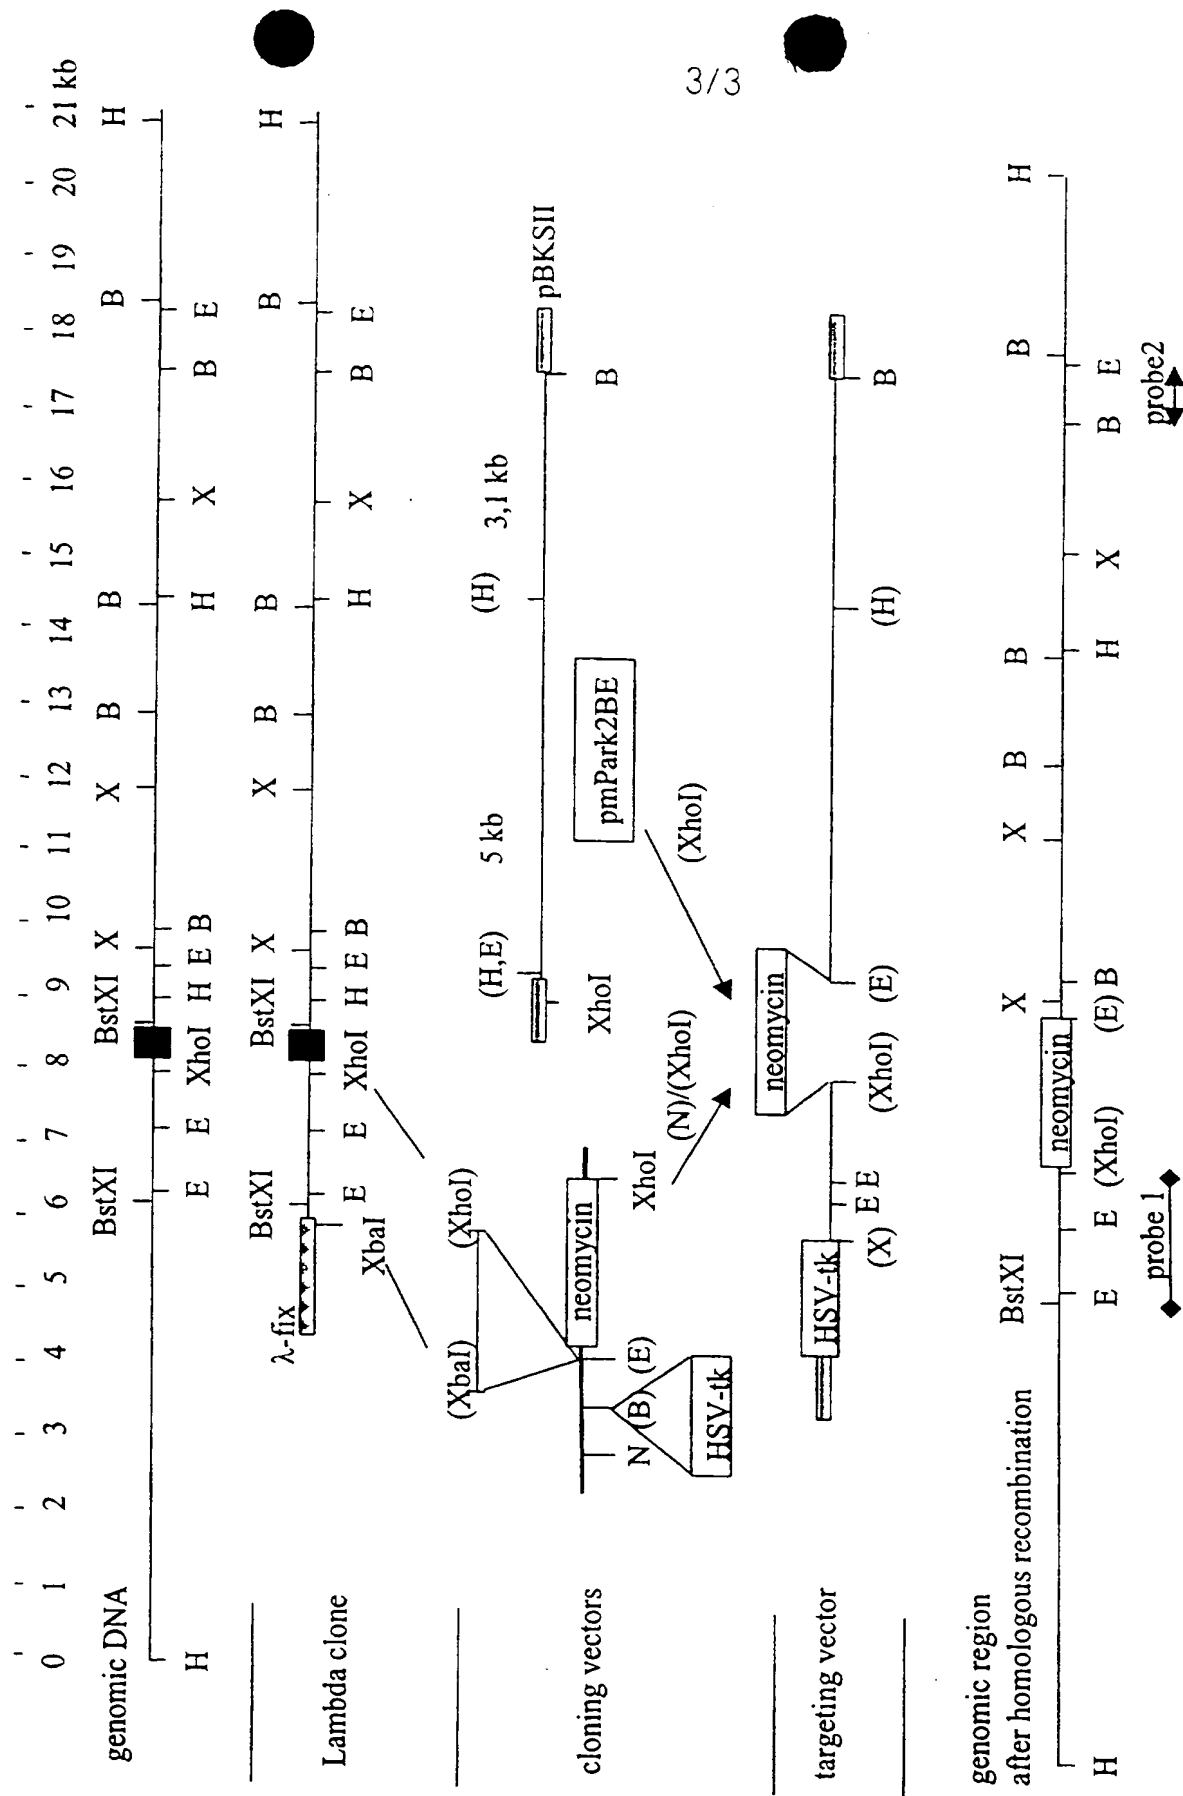 3/3
0 1 2 3 4 5 6 7 8 9 10 11 12 13 14 15 16 17 18 19 20 21 kb
genomic DNA
BstXI BstXI X X B B B H
H E E XhoI H E B H X B E
Lambda clone
λ-fix
BstXI BstXI X X B B B H
XbaI E E XhoI H E B H X B E
cloning vectors
(XbaI) (XhoI) (H,E) 5 kb (H) 3,1 kb pBKSII
neomycin XhoI pmPark2BE B
N (B) (E) XhoI
HSV-tk (N)/(XhoI) (XhoI)
targeting vector
neomycin
HSV-tk
(X) E E (XhoI) (E) (H) B
genomic region
after homologous recombination
BstXI X X B B B H
neomycin
H E E (XhoI) (E) B H X B E
probe 1 probe2